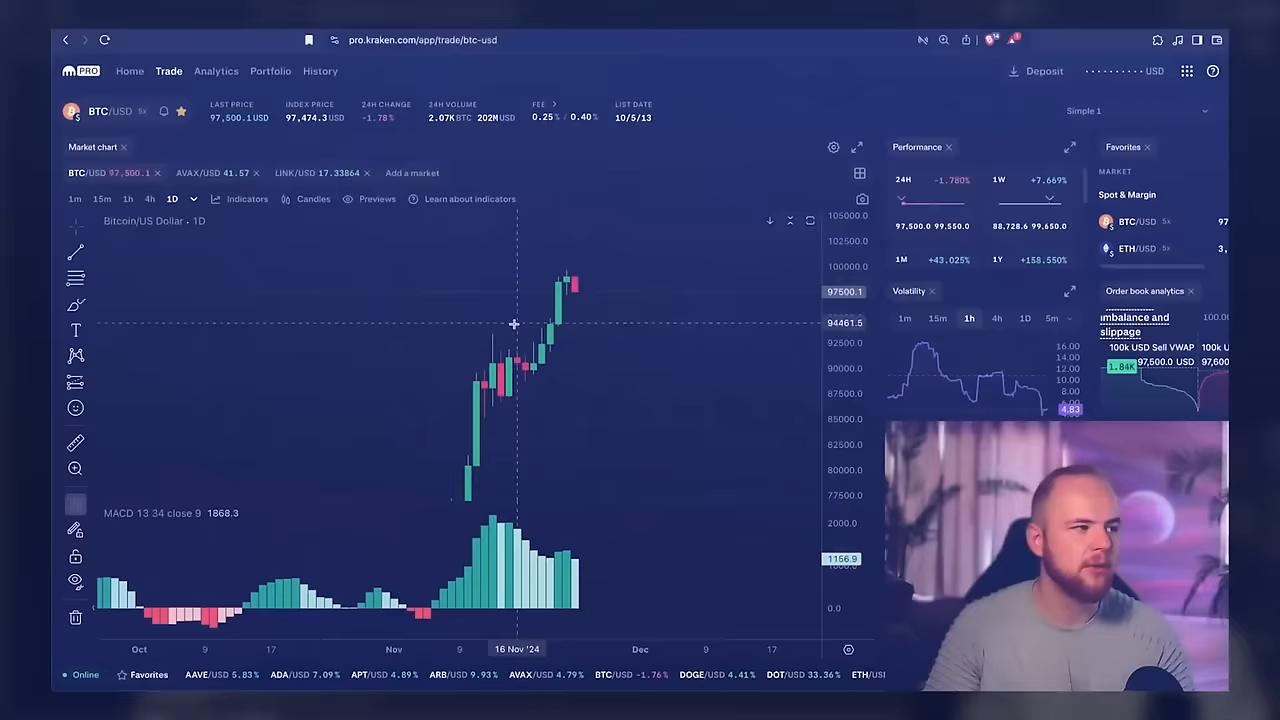 pro.kraken.com/app/trade/btc-usd
14
1
PRO Home Trade Analytics Portfolio History
Deposit ·········· USD
BTC/USD 5x
LAST PRICE INDEX PRICE 24H CHANGE 24H VOLUME FEE LIST DATE
97,500.1 USD 97,474.3 USD -1.78% 2.07K BTC 202M USD 0.25% / 0.40% 10/5/13
Simple 1
Market chart
BTC/USD 97,500.1 AVAX/USD 41.57 LINK/USD 17.33864 Add a market
1m 15m 1h 4h 1D Indicators Candles Previews Learn about indicators
Bitcoin/US Dollar · 1D
105000.0
102500.0
100000.0
97500.1
94461.5
92500.0
90000.0
87500.0
85000.0
82500.0
80000.0
77500.0
MACD 13 34 close 9 1868.3
2000.0
1156.9
0.0
Oct 9 17 Nov 9 16 Nov '24 Dec 9 17
Performance
24H -1.780% 1W +7.669%
97,500.0 99,550.0 88,728.6 99,650.0
1M +43.025% 1Y +158.550%
Favorites
MARKET
Spot & Margin
BTC/USD 5x 97
ETH/USD 5x 3,
Volatility
1m 15m 1h 4h 1D 5m
16.00
14.00
12.00
10.00
8.00
4.83
Order book analytics
imbalance and
slippage
100.0
100k USD Sell VWAP 100k U
97,500.0 USD 97,600
1.84K
Online Favorites AAVE/USD 5.83% ADA/USD 7.09% APT/USD 4.89% ARB/USD 9.93% AVAX/USD 4.79% BTC/USD -1.76% DOGE/USD 4.41% DOT/USD 33.36% ETH/USI